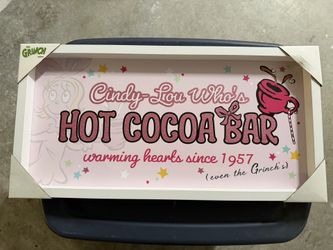 the
GRINCH
Cindy-Lou Who's
HOT COCOA BAR
warming hearts since 1957
(even the Grinch's)